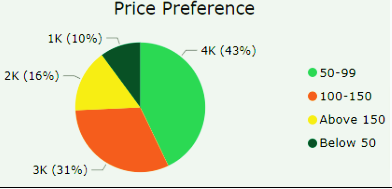 Price Preference
1K (10%)
4K (43%)
2K (16%)
3K (31%)
50-99
100-150
Above 150
Below 50